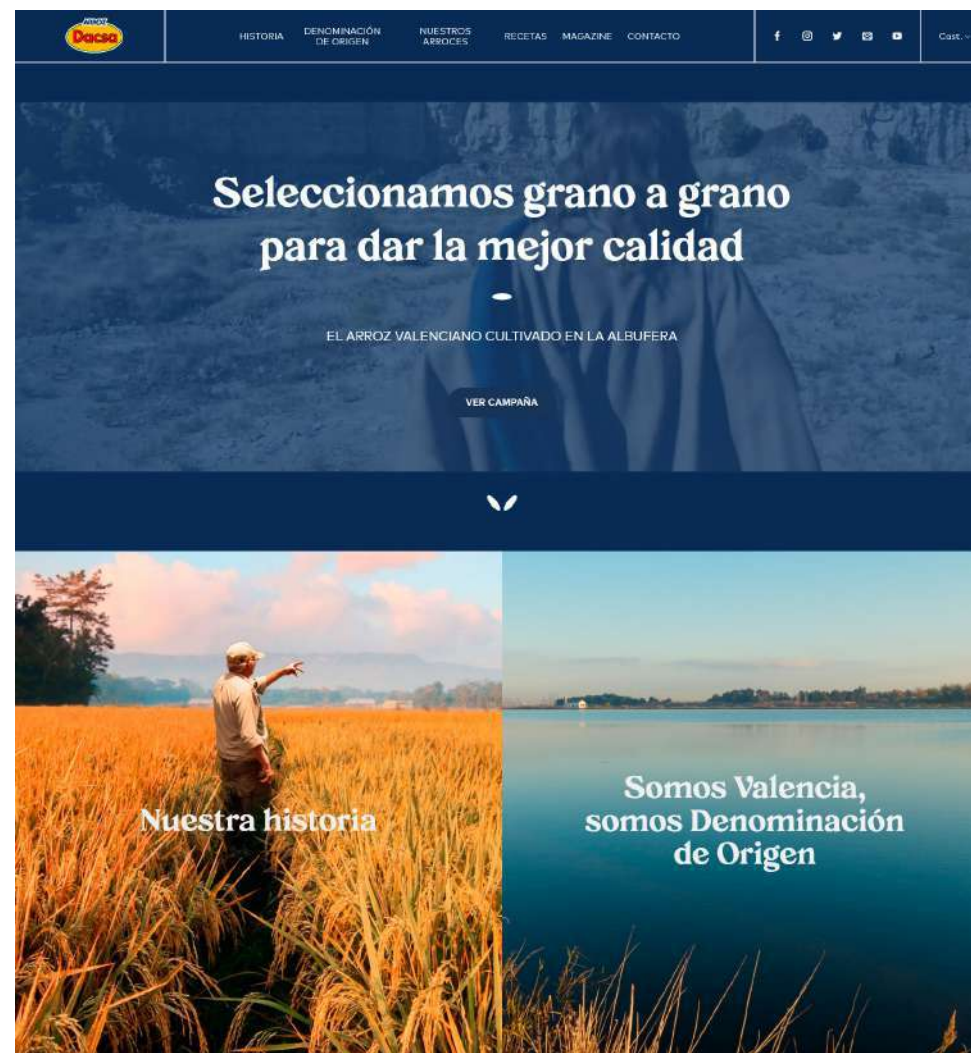 ARROZ
Dacsa
HISTORIA
DENOMINACIÓN
DE ORIGEN
NUESTROS
ARROCES
RECETAS
MAGAZINE
CONTACTO
Cast.
Seleccionamos grano a grano
para dar la mejor calidad
EL ARROZ VALENCIANO CULTIVADO EN LA ALBUFERA
VER CAMPAÑA
Nuestra historia
Somos Valencia,
somos Denominación
de Origen